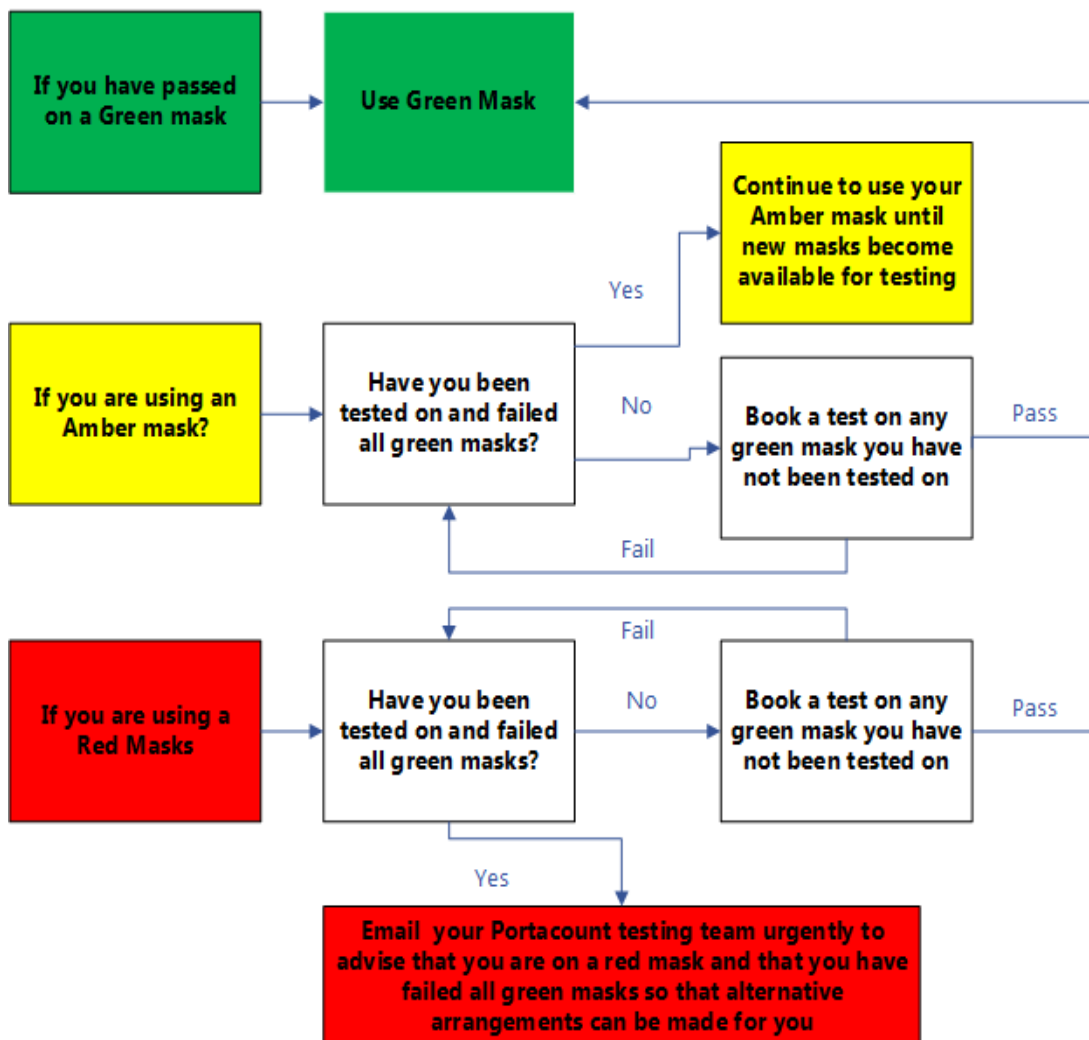 If you have passed
on a Green mask
Use Green Mask
Continue to use your
Amber mask until
new masks become
available for testing
Yes
If you are using an
Amber mask?
Have you been
tested on and failed
all green masks?
No
Book a test on any
green mask you have
not been tested on
Pass
Fail
Fail
If you are using a
Red Masks
Have you been
tested on and failed
all green masks?
No
Book a test on any
green mask you have
not been tested on
Pass
Yes
Email your Portacount testing team urgently to
advise that you are on a red mask and that you have
failed all green masks so that alternative
arrangements can be made for you